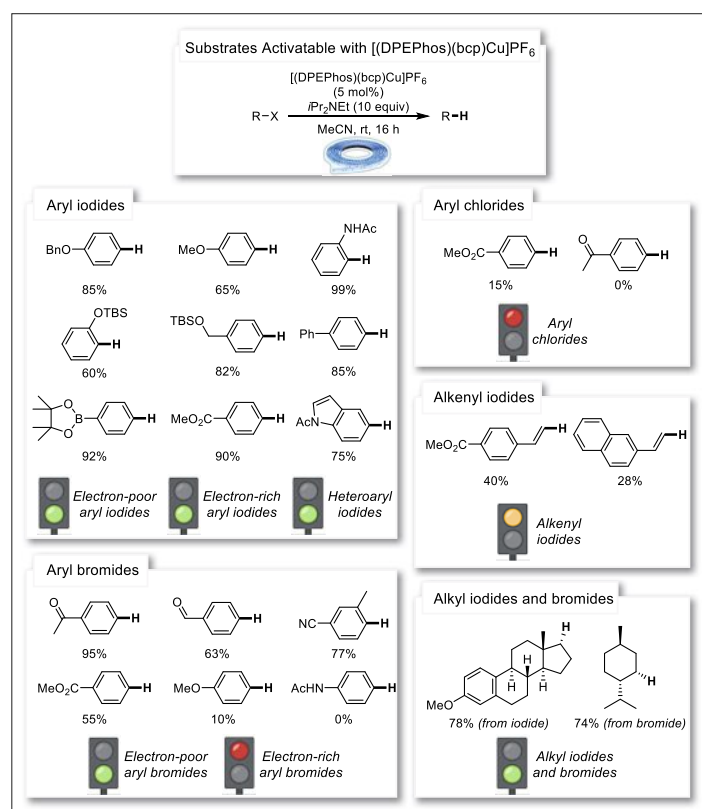 Substrates Activatable with [(DPEPhos)(bcp)Cu]PF6
[(DPEPhos)(bcp)Cu]PF6
(5 mol%)
iPr2NEt (10 equiv)
R–X
R–H
MeCN, rt, 16 h
Aryl iodides
BnO
H
85%
MeO
H
65%
NHAc
H
99%
OTBS
H
60%
TBSO
H
82%
Ph
H
85%
O
B
O
H
92%
MeO2C
H
90%
AcN
H
75%
Electron-poor
aryl iodides
Electron-rich
aryl iodides
Heteroaryl
iodides
Aryl bromides
O
H
95%
O
H
63%
NC
H
77%
MeO2C
H
55%
MeO
H
10%
AcHN
H
0%
Electron-poor
aryl bromides
Electron-rich
aryl bromides
Aryl chlorides
MeO2C
H
15%
O
H
0%
Aryl
chlorides
Alkenyl iodides
MeO2C
H
40%
H
28%
Alkenyl
iodides
Alkyl iodides and bromides
H
H
H
H
MeO
78% (from iodide)
H
74% (from bromide)
Alkyl iodides
and bromides